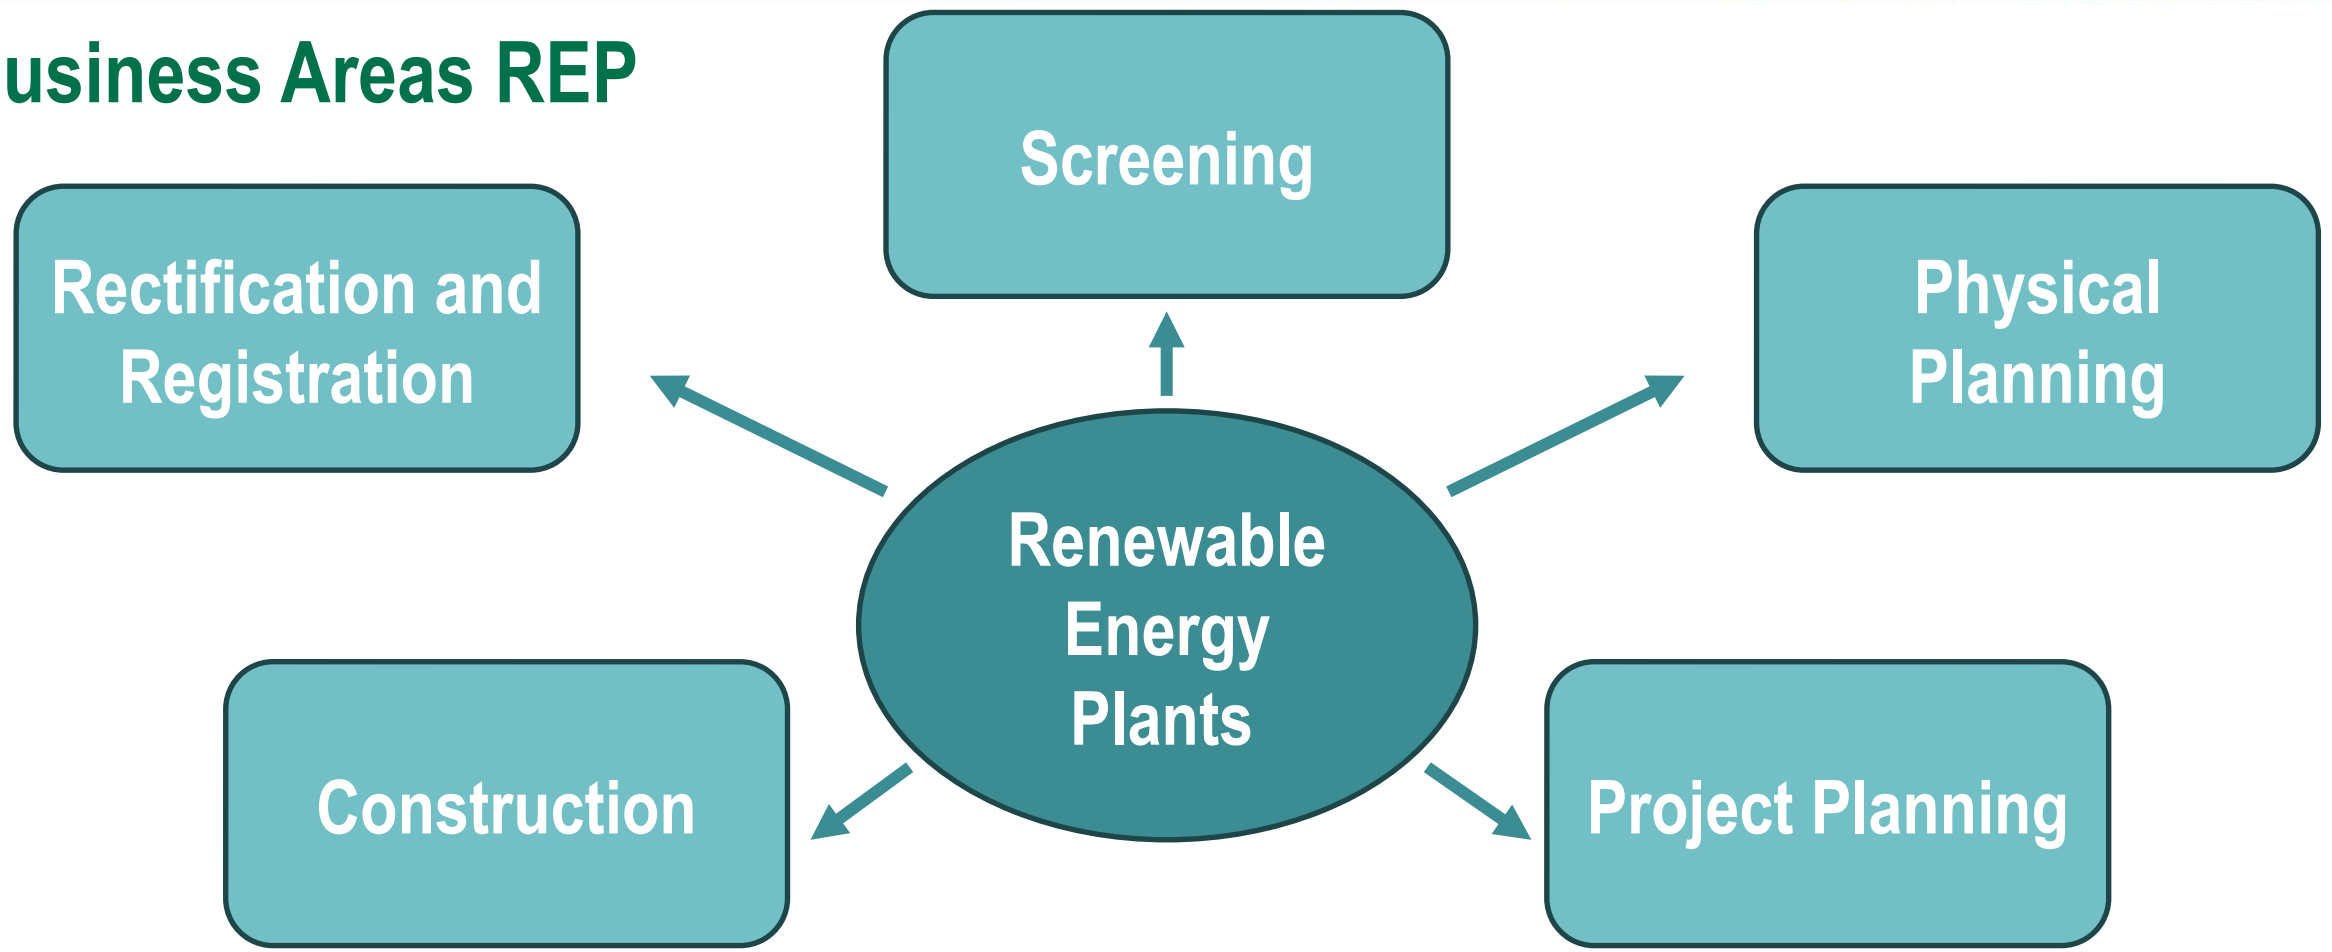 usiness Areas REP
Screening
Rectification and
Registration
Physical
Planning
Renewable
Energy
Plants
Construction
Project Planning